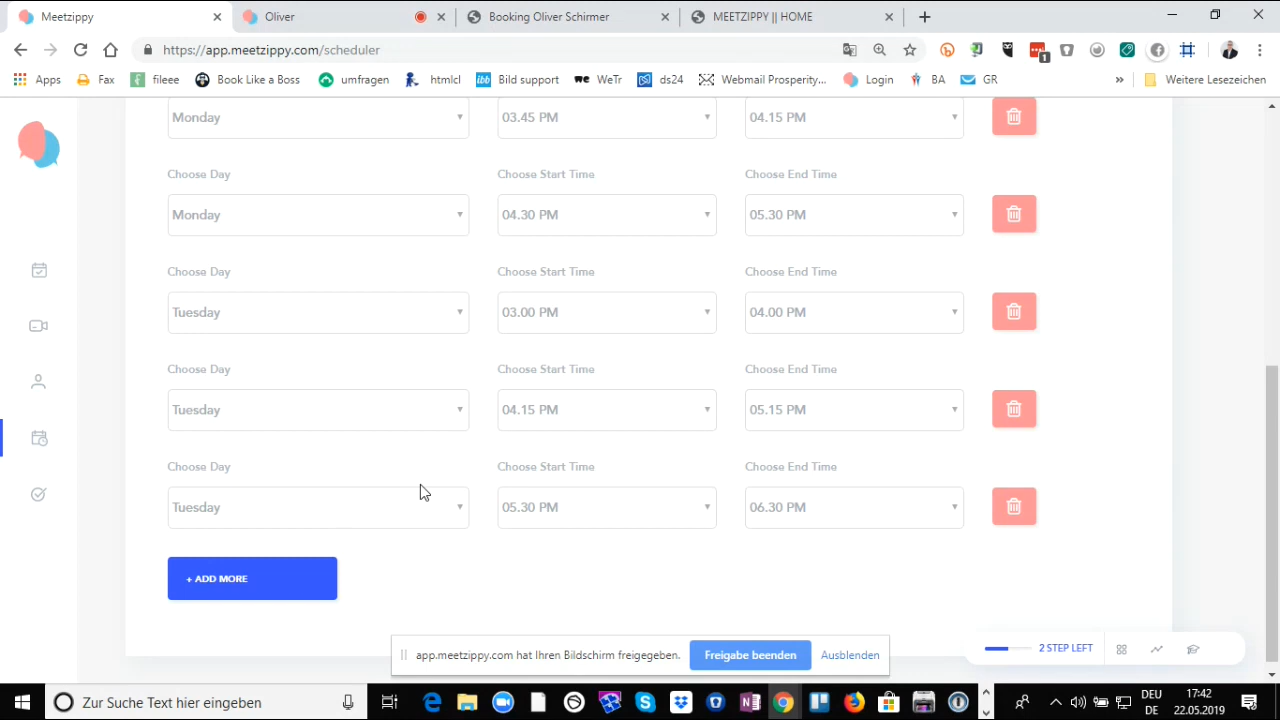 Meetzippy
Oliver
Booking Oliver Schirmer
MEETZIPPY || HOME
https://app.meetzippy.com/scheduler
1
Apps
Fax
fileee
Book Like a Boss
umfragen
htmlcl
ibb
Bild support
WeTr
ds24
Webmail Prosperity...
Login
BA
GR
»
Weitere Lesezeichen
Monday
03.45 PM
04.15 PM
Choose Day
Choose Start Time
Choose End Time
Monday
04.30 PM
05.30 PM
Choose Day
Choose Start Time
Choose End Time
Tuesday
03.00 PM
04.00 PM
Choose Day
Choose Start Time
Choose End Time
Tuesday
04.15 PM
05.15 PM
Choose Day
Choose Start Time
Choose End Time
Tuesday
05.30 PM
06.30 PM
+ ADD MORE
app.meetzippy.com hat Ihren Bildschirm freigegeben.
Freigabe beenden
Ausblenden
2 STEP LEFT
Zur Suche Text hier eingeben
DEU
DE
17:42
22.05.2019